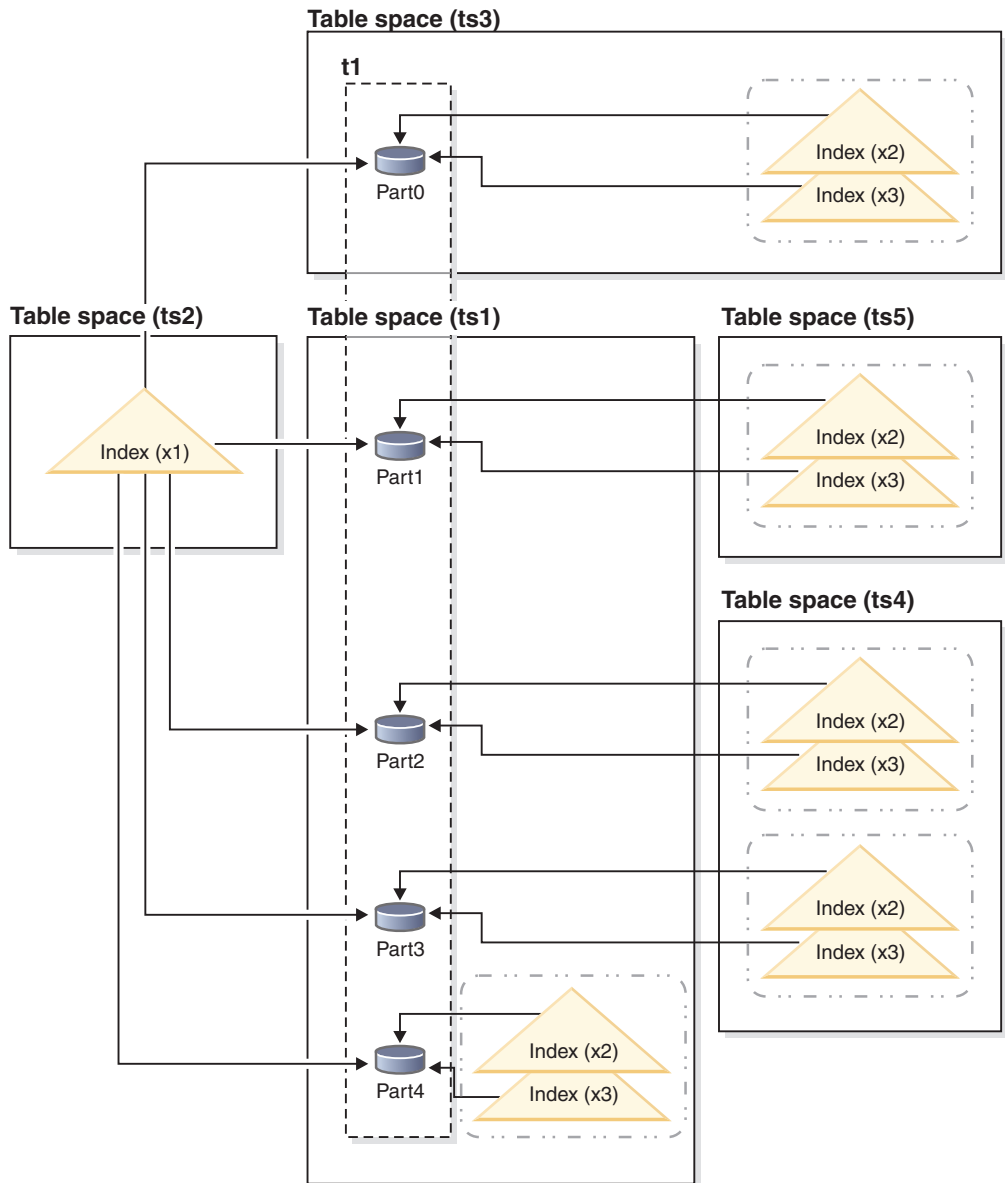 Table space (ts3)
t1
Part0
Index (x2)
Index (x3)
Table space (ts2)
Index (x1)
Table space (ts1)
Part1
Part2
Part3
Part4
Index (x2)
Index (x3)
Table space (ts5)
Index (x2)
Index (x3)
Table space (ts4)
Index (x2)
Index (x3)
Index (x2)
Index (x3)